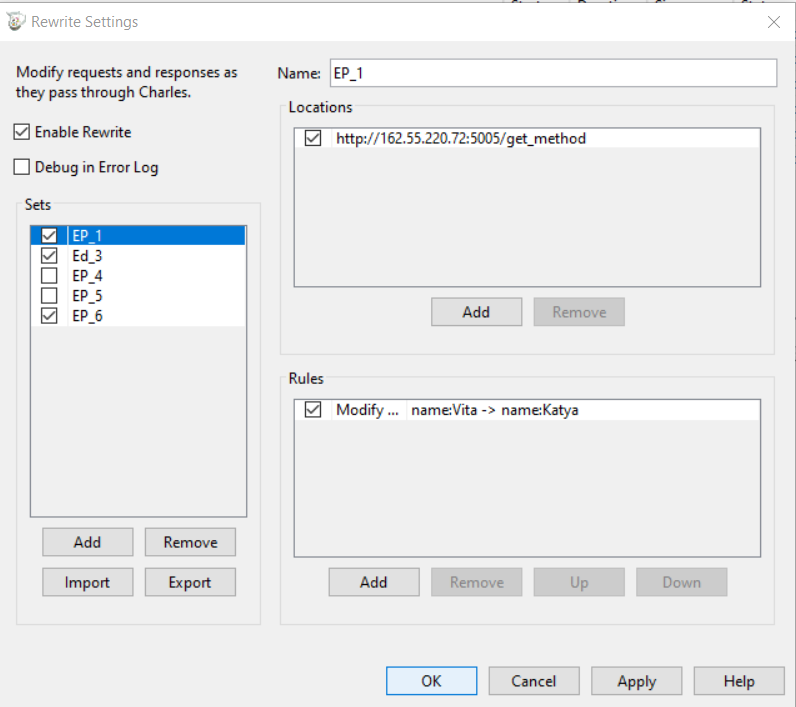 Rewrite Settings
Modify requests and responses as
they pass through Charles.
Enable Rewrite
Debug in Error Log
Sets
EP_1
Ed_3
EP_4
EP_5
EP_6
Add Remove
Import Export
Name: EP_1
Locations
http://162.55.220.72:5005/get_method
Add Remove
Rules
Modify ... name:Vita -> name:Katya
Add Remove Up Down
OK Cancel Apply Help